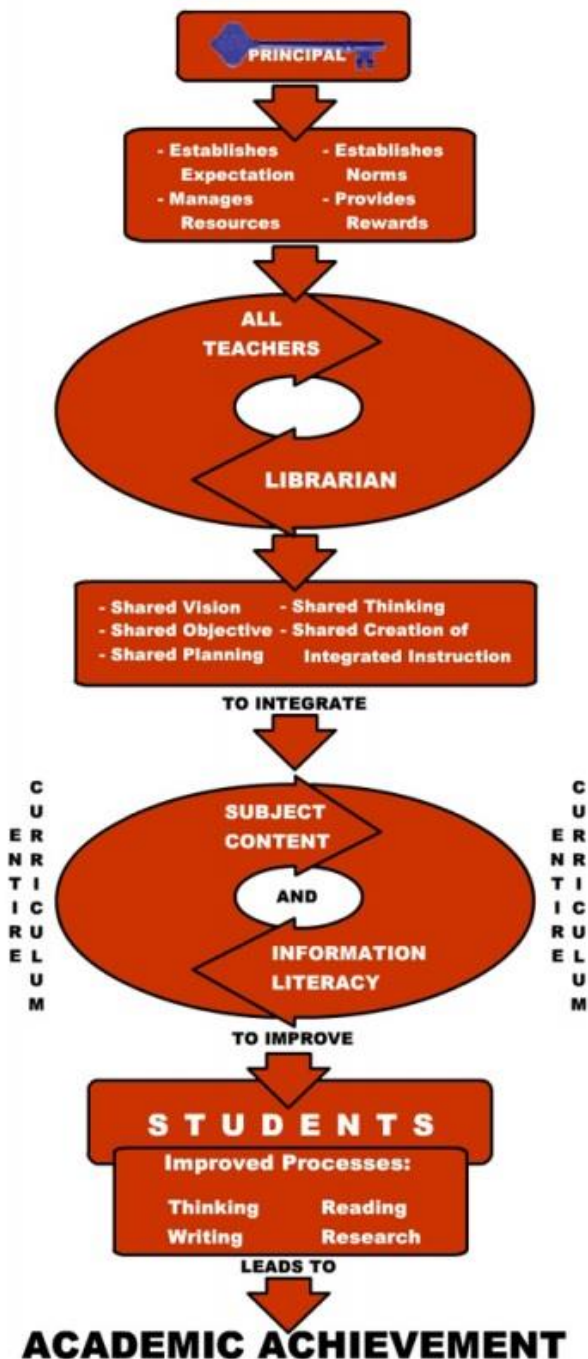 PRINCIPAL
- Establishes
Expectation
- Manages
Resources
- Establishes
Norms
- Provides
Rewards
ALL
TEACHERS
LIBRARIAN
- Shared Vision
- Shared Objective
- Shared Planning
- Shared Thinking
- Shared Creation of
Integrated Instruction
TO INTEGRATE
ENTIRE
CURRICULUM
SUBJECT
CONTENT
AND
INFORMATION
LITERACY
ENTIRE
CURRICULUM
TO IMPROVE
STUDENTS
Improved Processes:
Thinking Reading
Writing Research
LEADS TO
ACADEMIC ACHIEVEMENT